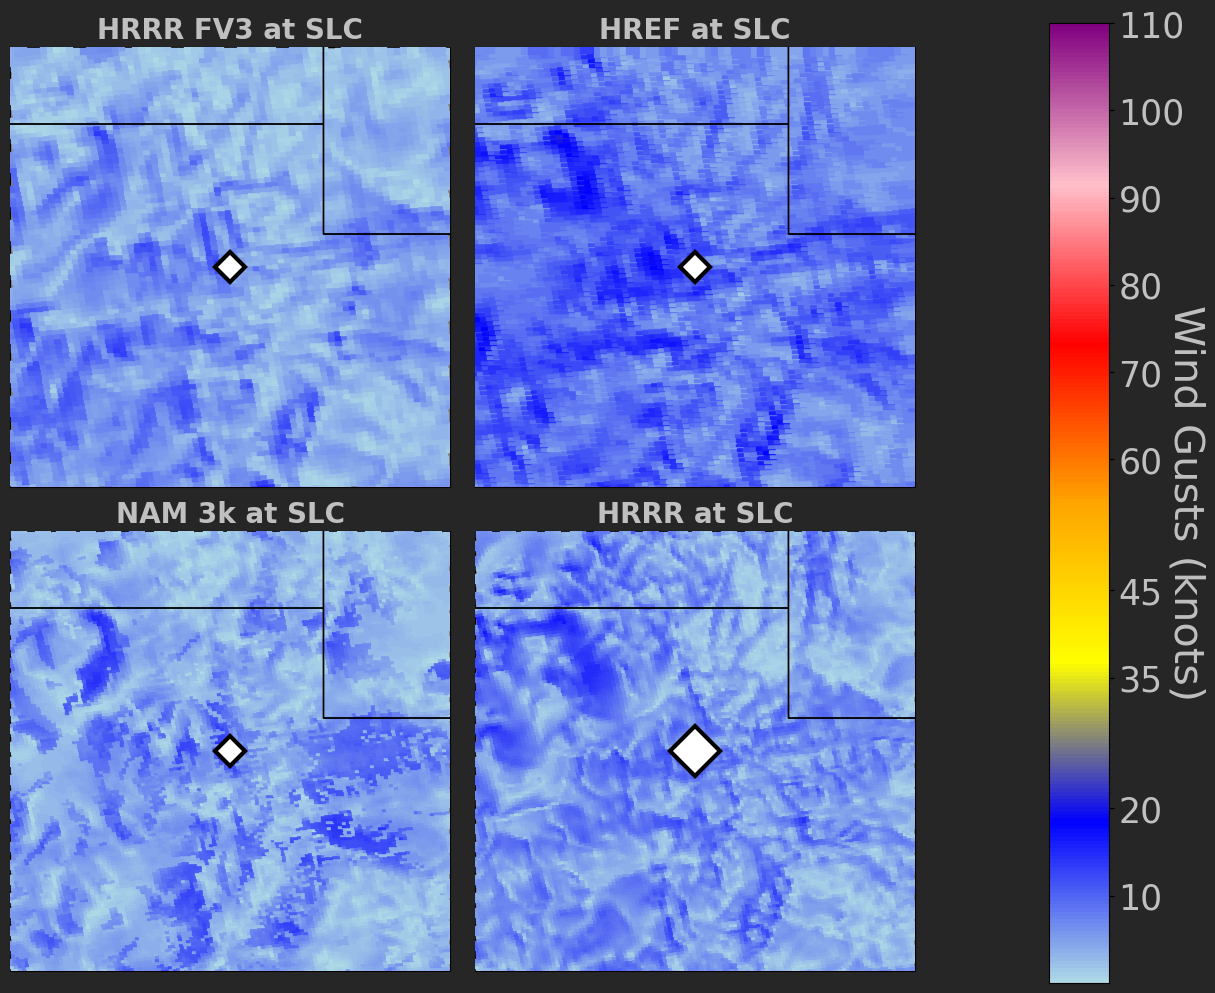 HRRR FV3 at SLC
HREF at SLC
NAM 3k at SLC
HRRR at SLC
110
100
90
80
70
60
45
35
20
10
Wind Gusts (knots)